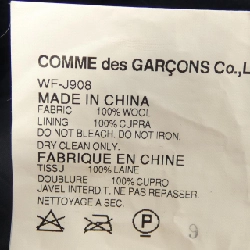 COMME des GARÇONS Co.,L
WF-J908
MADE IN CHINA
FABRIC 100% WOOL
LINING 100% CUPRA
DO NOT BLEACH. DO NOT IRON.
DRY CLEAN ONLY.
FABRIQUE EN CHINE
TISSU 100% LAINE
DOUBLURE 100% CUPRO
JAVEL INTERDIT. NE PAS REPASSER
NETTOYAGE A SEC.
P
9